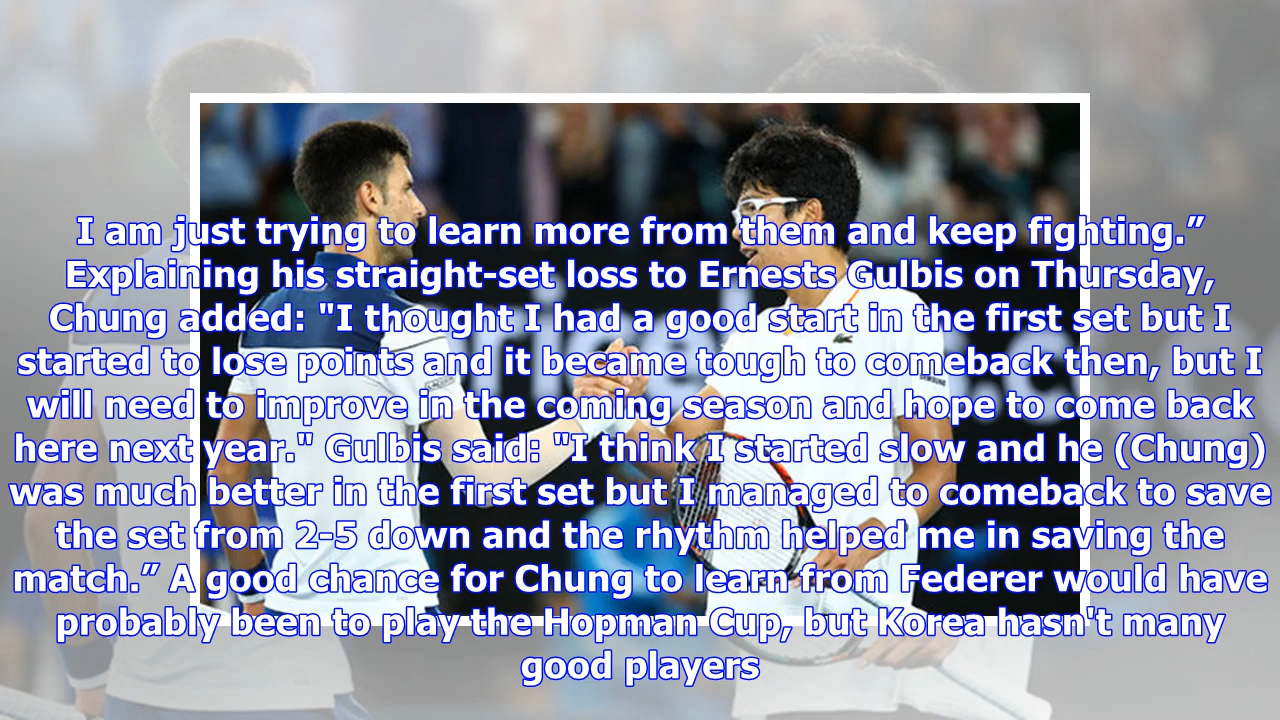 I am just trying to learn more from them and keep fighting.”
Explaining his straight-set loss to Ernests Gulbis on Thursday,
Chung added: "I thought I had a good start in the first set but I
started to lose points and it became tough to comeback then, but I
will need to improve in the coming season and hope to come back
here next year." Gulbis said: "I think I started slow and he (Chung)
was much better in the first set but I managed to comeback to save
the set from 2-5 down and the rhythm helped me in saving the
match.” A good chance for Chung to learn from Federer would have
probably been to play the Hopman Cup, but Korea hasn't many
good players
SAMSUNG